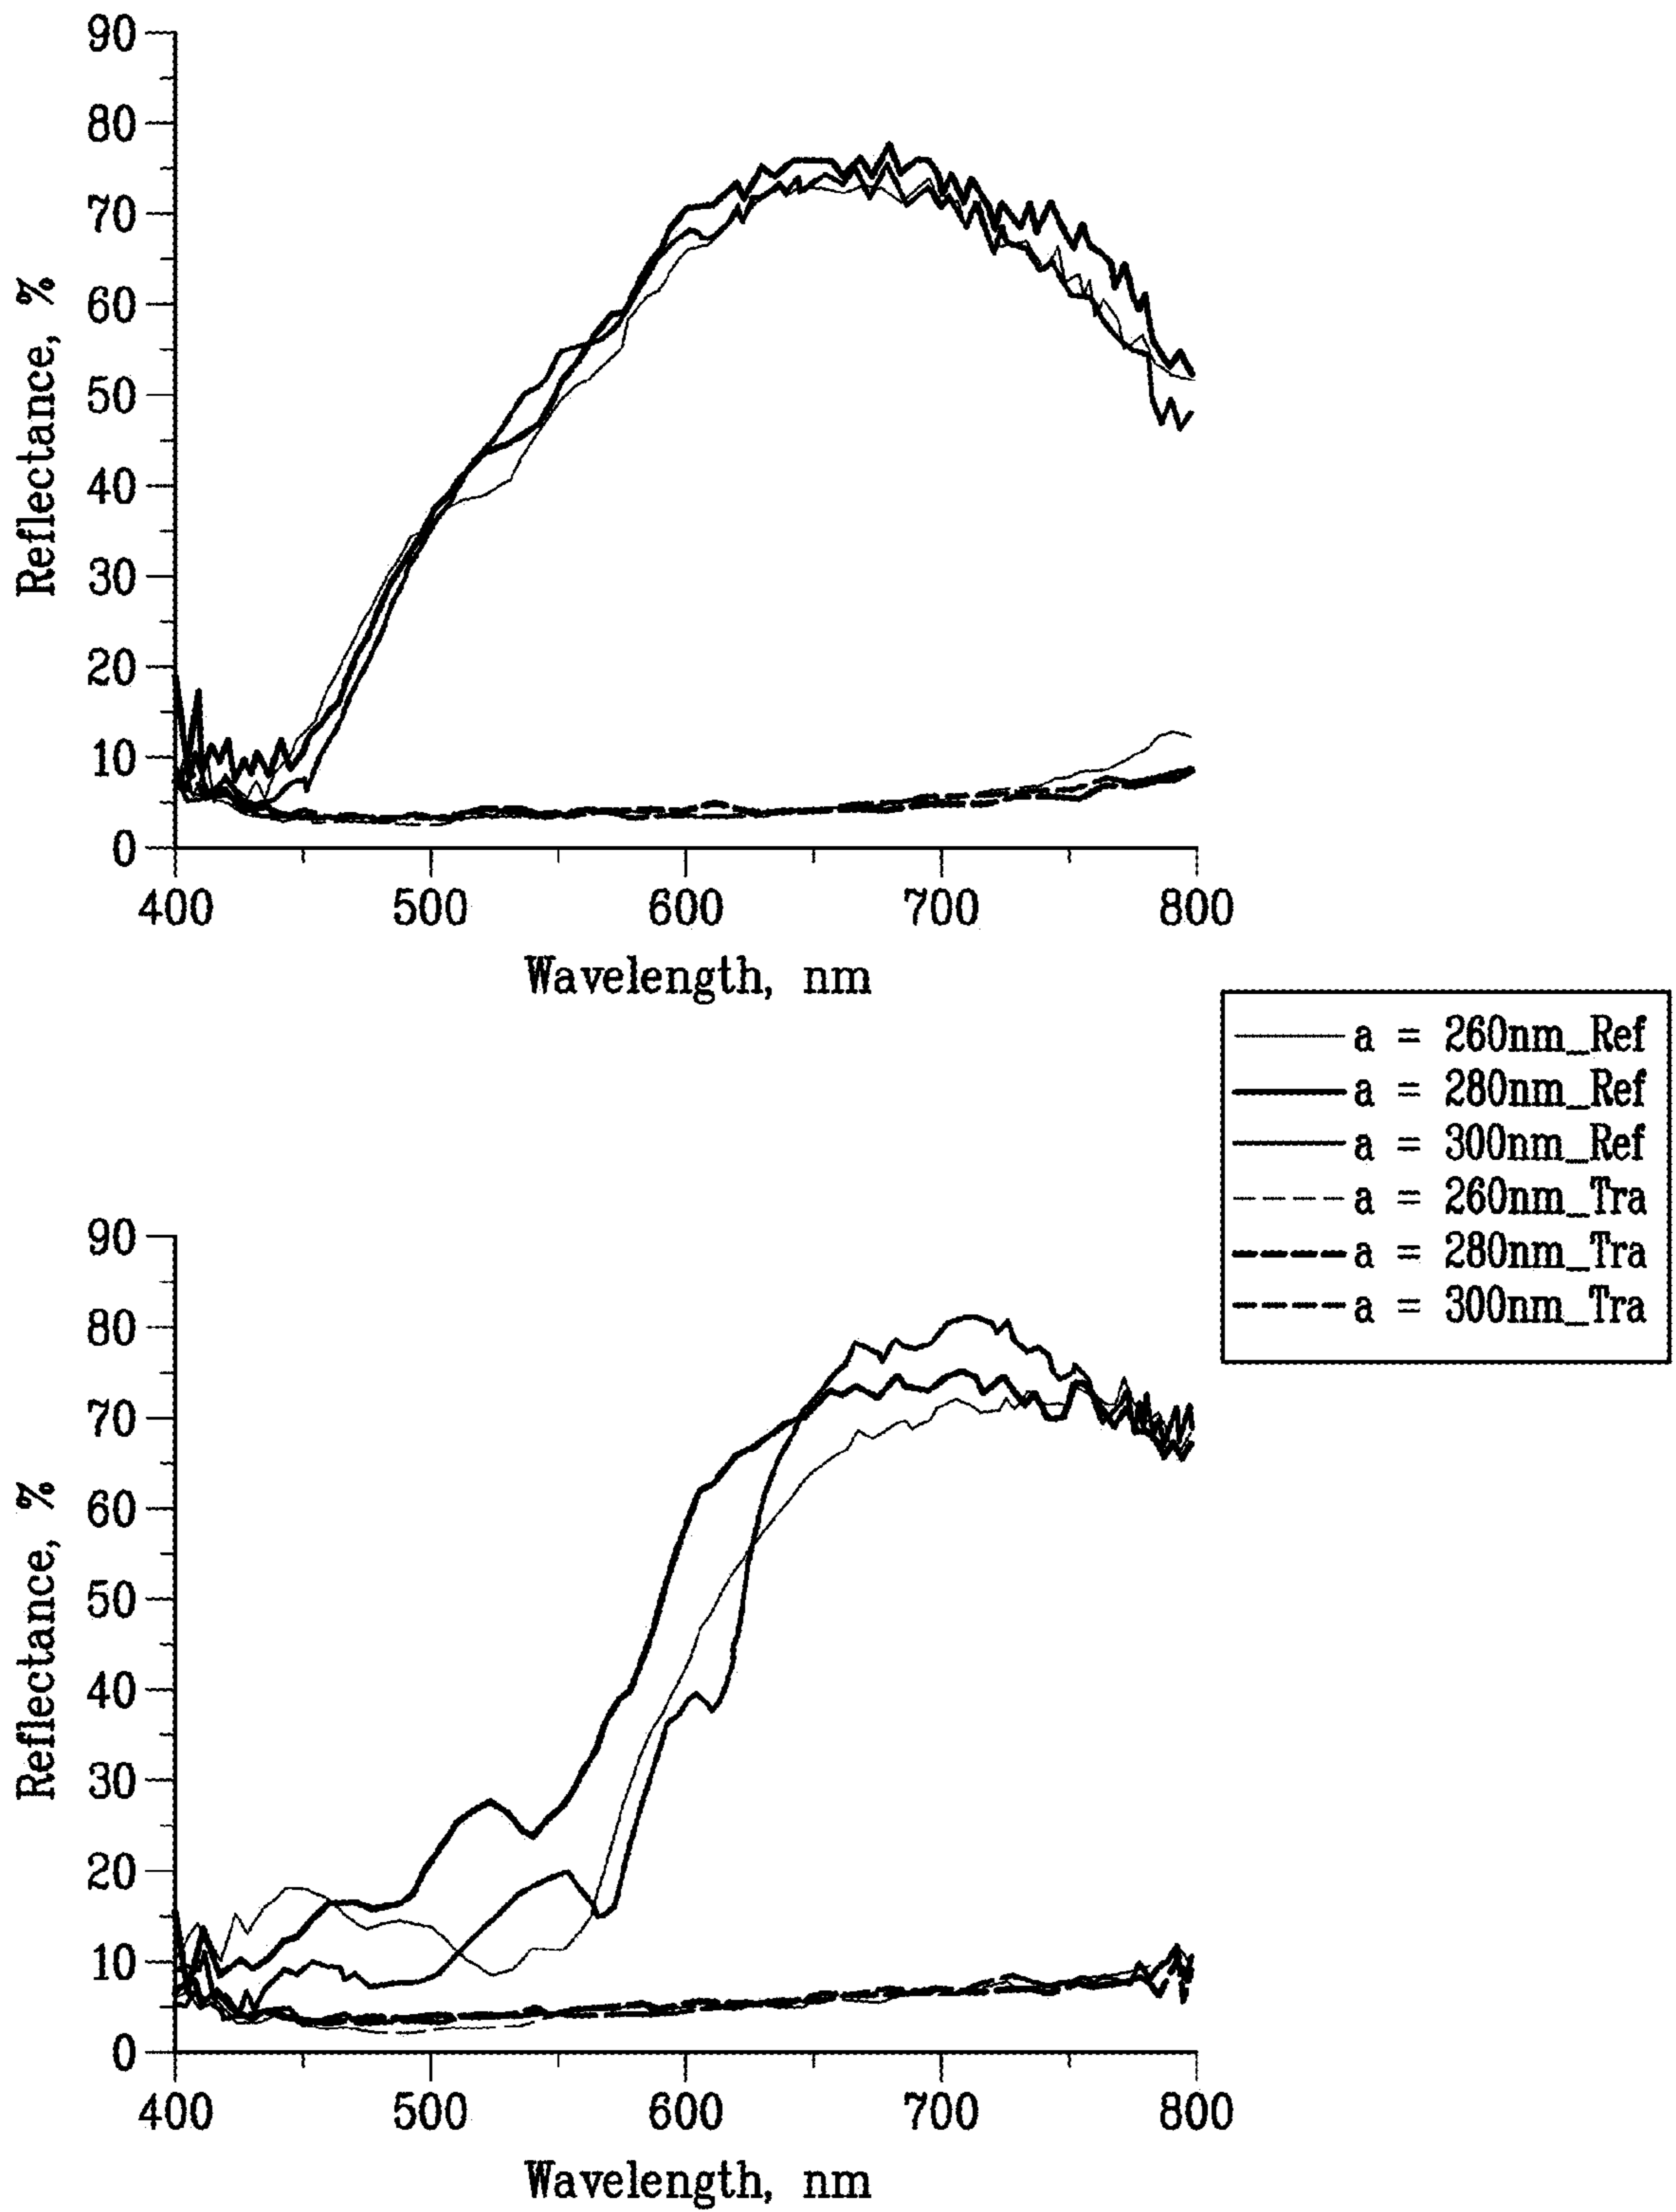 90
80
70
60
50
40
30
20
10
0
Reflectance, %
400 500 600 700 800
Wavelength, nm
a = 260nm_Ref
a = 280nm_Ref
a = 300nm_Ref
a = 260nm_Tra
a = 280nm_Tra
a = 300nm_Tra
90
80
70
60
50
40
30
20
10
0
Reflectance, %
400 500 600 700 800
Wavelength, nm